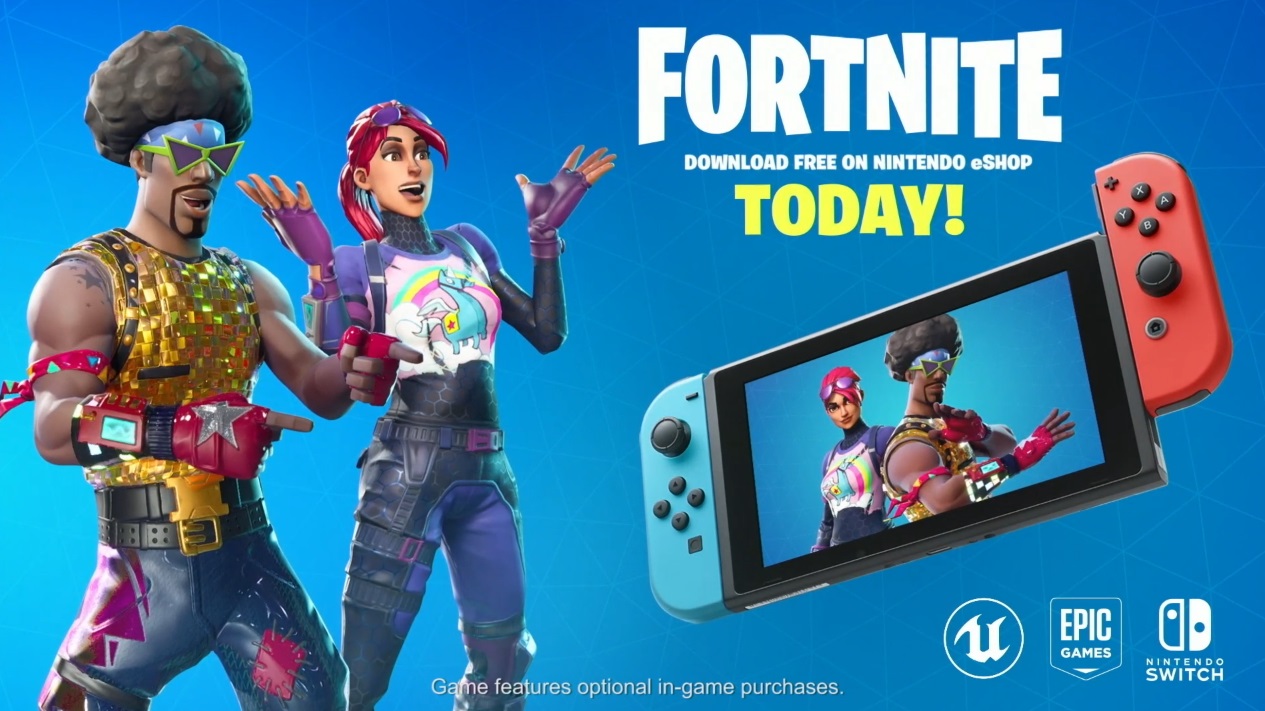 FORTNITE
DOWNLOAD FREE ON NINTENDO eSHOP
TODAY!
X
A
Y
B
EPIC
GAMES
NINTENDO
SWITCH
Game features optional in-game purchases.